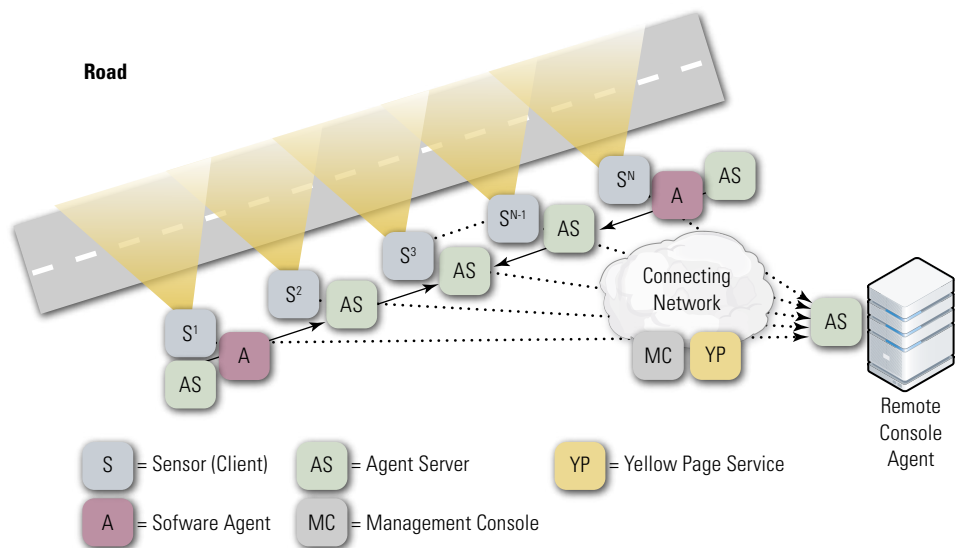 Road
S^N
A
AS
S^N-1
AS
S^3
AS
S^2
AS
S^1
A
AS
Connecting
Network
MC
YP
AS
Remote
Console
Agent
S = Sensor (Client)
AS = Agent Server
YP = Yellow Page Service
A = Sofware Agent
MC = Management Console